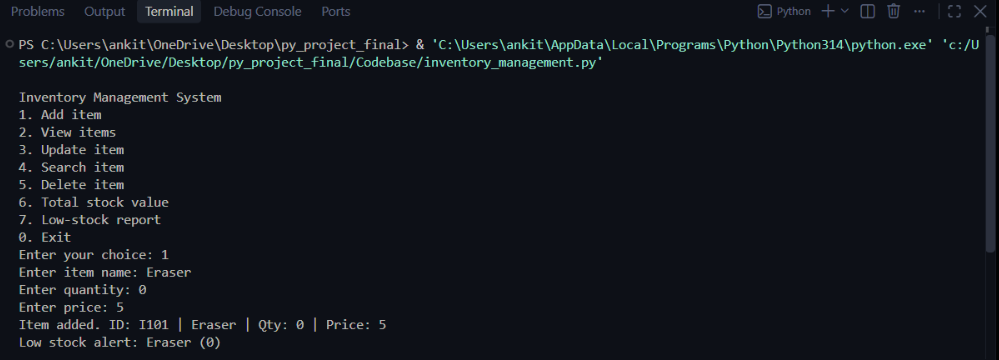 Problems Output Terminal Debug Console Ports Python
PS C:\Users\ankit\OneDrive\Desktop\py_project_final> & 'C:\Users\ankit\AppData\Local\Programs\Python\Python314\python.exe' 'c:/U
sers/ankit/OneDrive/Desktop/py_project_final/Codebase/inventory_management.py'
Inventory Management System
1. Add item
2. View items
3. Update item
4. Search item
5. Delete item
6. Total stock value
7. Low-stock report
0. Exit
Enter your choice: 1
Enter item name: Eraser
Enter quantity: 0
Enter price: 5
Item added. ID: I101 | Eraser | Qty: 0 | Price: 5
Low stock alert: Eraser (0)